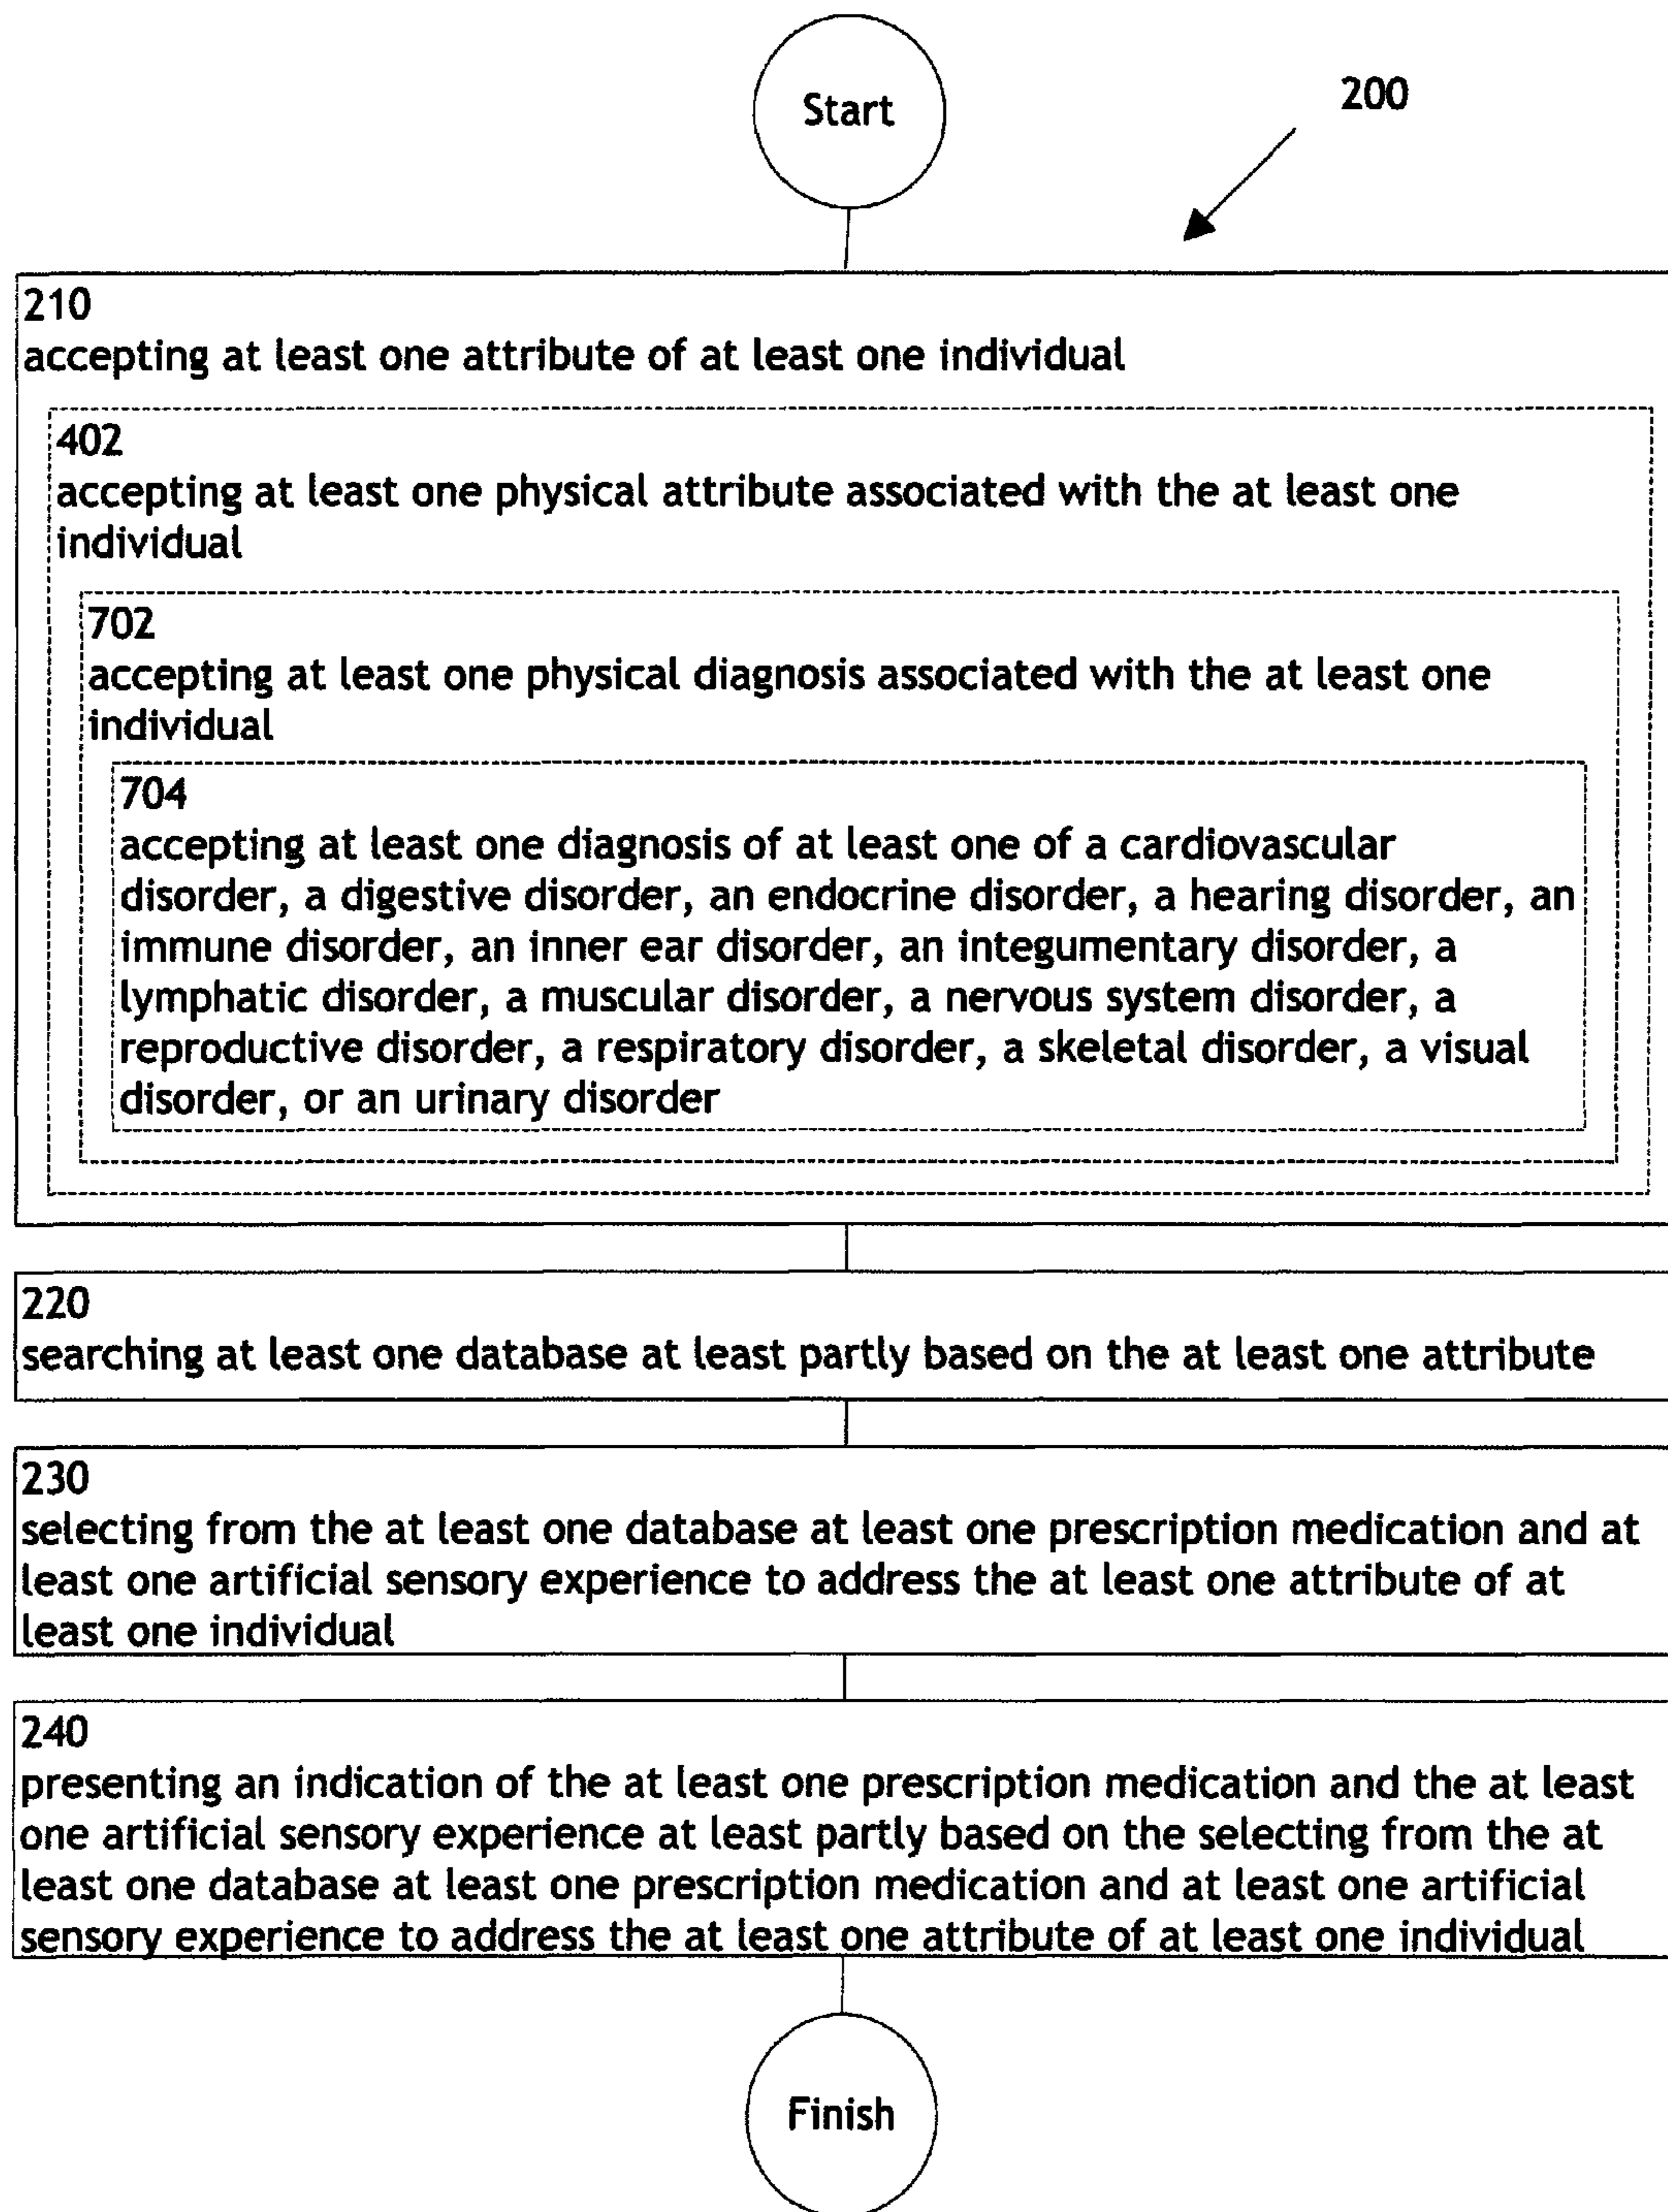 Start
200
210
accepting at least one attribute of at least one individual
402
accepting at least one physical attribute associated with the at least one
individual
702
accepting at least one physical diagnosis associated with the at least one
individual
704
accepting at least one diagnosis of at least one of a cardiovascular
disorder, a digestive disorder, an endocrine disorder, a hearing disorder, an
immune disorder, an inner ear disorder, an integumentary disorder, a
lymphatic disorder, a muscular disorder, a nervous system disorder, a
reproductive disorder, a respiratory disorder, a skeletal disorder, a visual
disorder, or an urinary disorder
220
searching at least one database at least partly based on the at least one attribute
230
selecting from the at least one database at least one prescription medication and at
least one artificial sensory experience to address the at least one attribute of at
least one individual
240
presenting an indication of the at least one prescription medication and the at least
one artificial sensory experience at least partly based on the selecting from the at
least one database at least one prescription medication and at least one artificial
sensory experience to address the at least one attribute of at least one individual
Finish